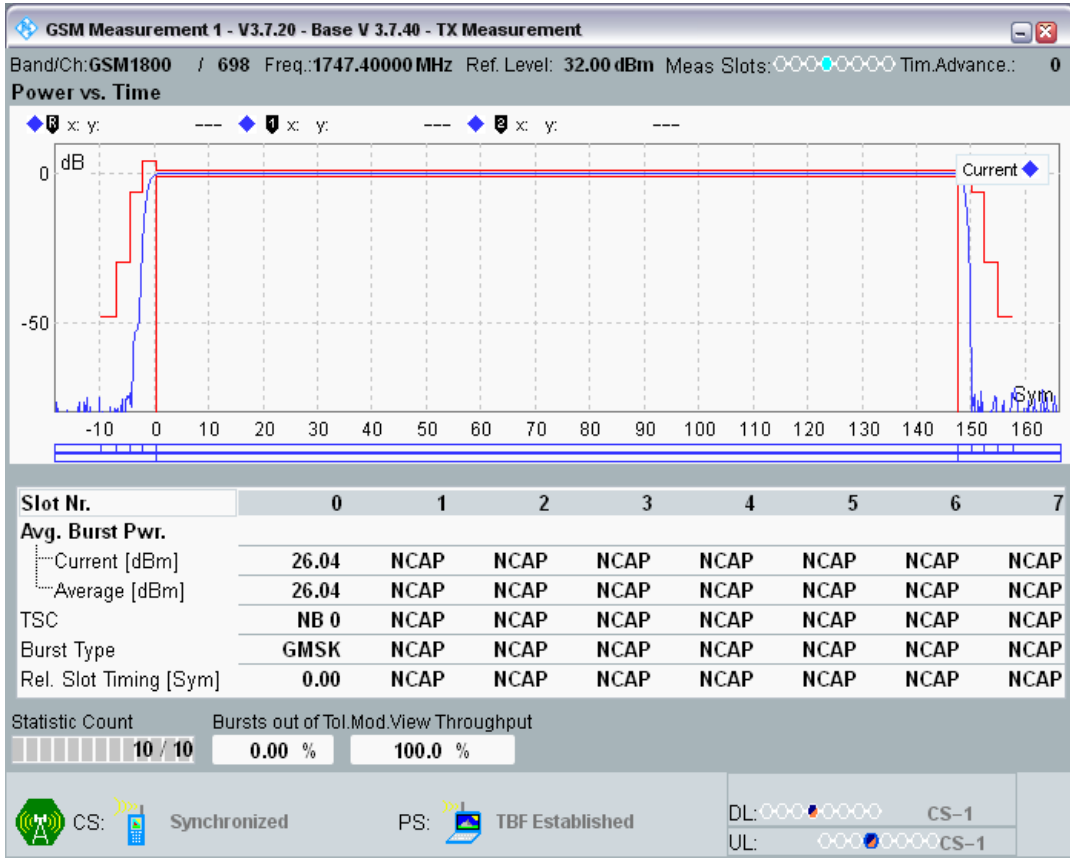 GSM Measurement 1 - V3.7.20 - Base V 3.7.40 - TX Measurement
Band/Ch:GSM1800 / 698 Freq.:1747.40000 MHz Ref. Level: 32.00 dBm Meas Slots: Tim.Advance.: 0
Power vs. Time
R x: y: --- 1 x: y: --- 2 x: y: ---
dB
Current
0
-50
Sym
-10 0 10 20 30 40 50 60 70 80 90 100 110 120 130 140 150 160
Slot Nr. 0 1 2 3 4 5 6 7
Avg. Burst Pwr.
Current [dBm] 26.04 NCAP NCAP NCAP NCAP NCAP NCAP NCAP
Average [dBm] 26.04 NCAP NCAP NCAP NCAP NCAP NCAP NCAP
TSC NB 0 NCAP NCAP NCAP NCAP NCAP NCAP NCAP
Burst Type GMSK NCAP NCAP NCAP NCAP NCAP NCAP NCAP
Rel. Slot Timing [Sym] 0.00 NCAP NCAP NCAP NCAP NCAP NCAP NCAP
Statistic Count Bursts out of Tol.Mod.View Throughput
10 / 10 0.00 % 100.0 %
CS: Synchronized PS: TBF Established
DL: CS-1
UL: CS-1